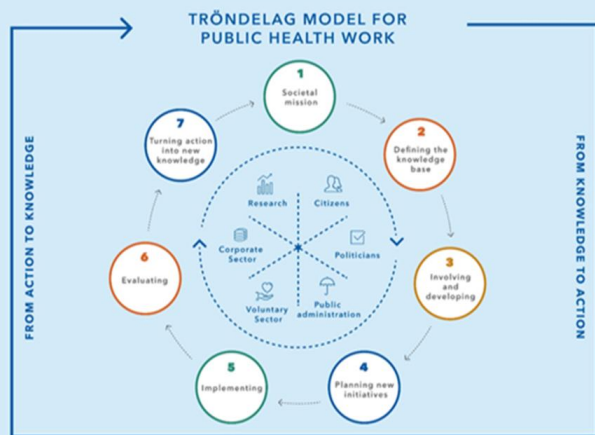 TRÖNDELAG MODEL FOR
PUBLIC HEALTH WORK
1
Societal
mission
2
Defining the
knowledge
base
3
Involving
and
developing
4
Planning new
initiatives
5
Implementing
6
Evaluating
7
Turning action
into new
knowledge
Research
Citizens
Corporate
Sector
Politicians
Voluntary
Sector
Public
administration
FROM ACTION TO KNOWLEDGE
FROM KNOWLEDGE TO ACTION